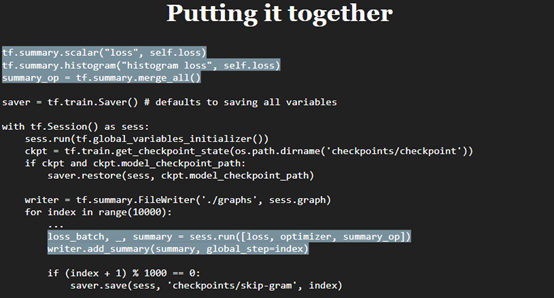 Putting it together
tf.summary.scalar("loss", self.loss)
tf.summary.histogram("histogram loss", self.loss)
summary_op = tf.summary.merge_all()
saver = tf.train.Saver() # defaults to saving all variables
with tf.Session() as sess:
    sess.run(tf.global_variables_initializer())
    ckpt = tf.train.get_checkpoint_state(os.path.dirname('checkpoints/checkpoint'))
    if ckpt and ckpt.model_checkpoint_path:
        saver.restore(sess, ckpt.model_checkpoint_path)
    writer = tf.summary.FileWriter('./graphs', sess.graph)
    for index in range(10000):
        ...
        loss_batch, _, summary = sess.run([loss, optimizer, summary_op])
        writer.add_summary(summary, global_step=index)
        if (index + 1) % 1000 == 0:
            saver.save(sess, 'checkpoints/skip-gram', index)